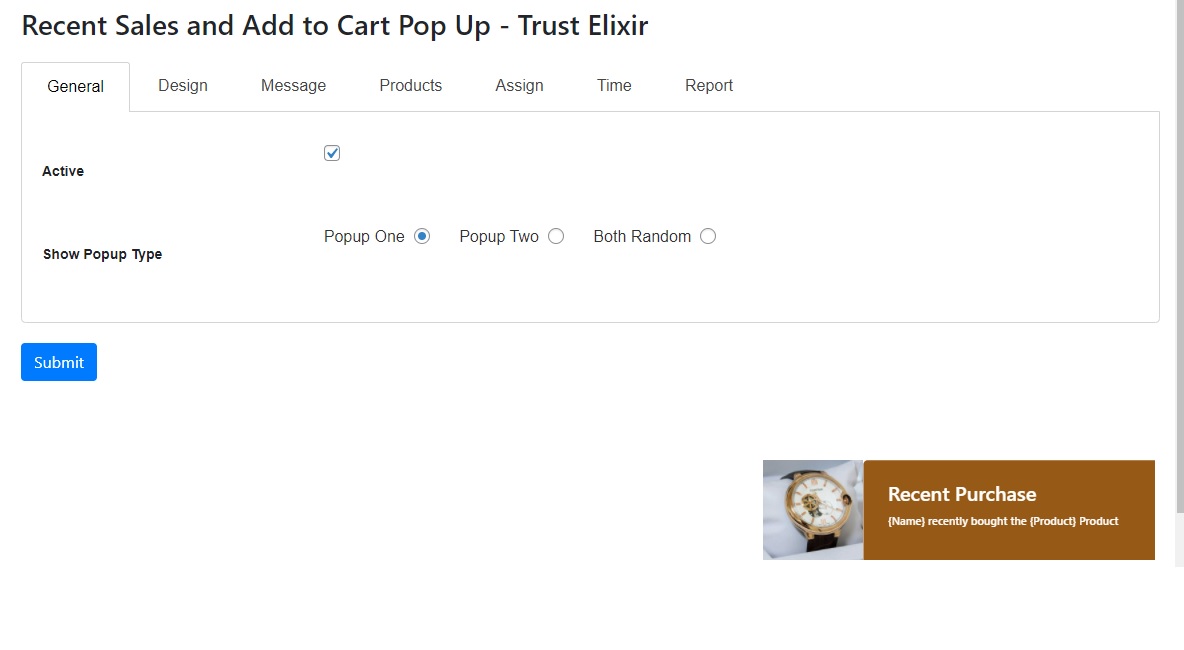 Recent Sales and Add to Cart Pop Up - Trust Elixir
General Design Message Products Assign Time Report
Active
Popup One Popup Two Both Random
Show Popup Type
Submit
Recent Purchase
{Name} recently bought the {Product} Product